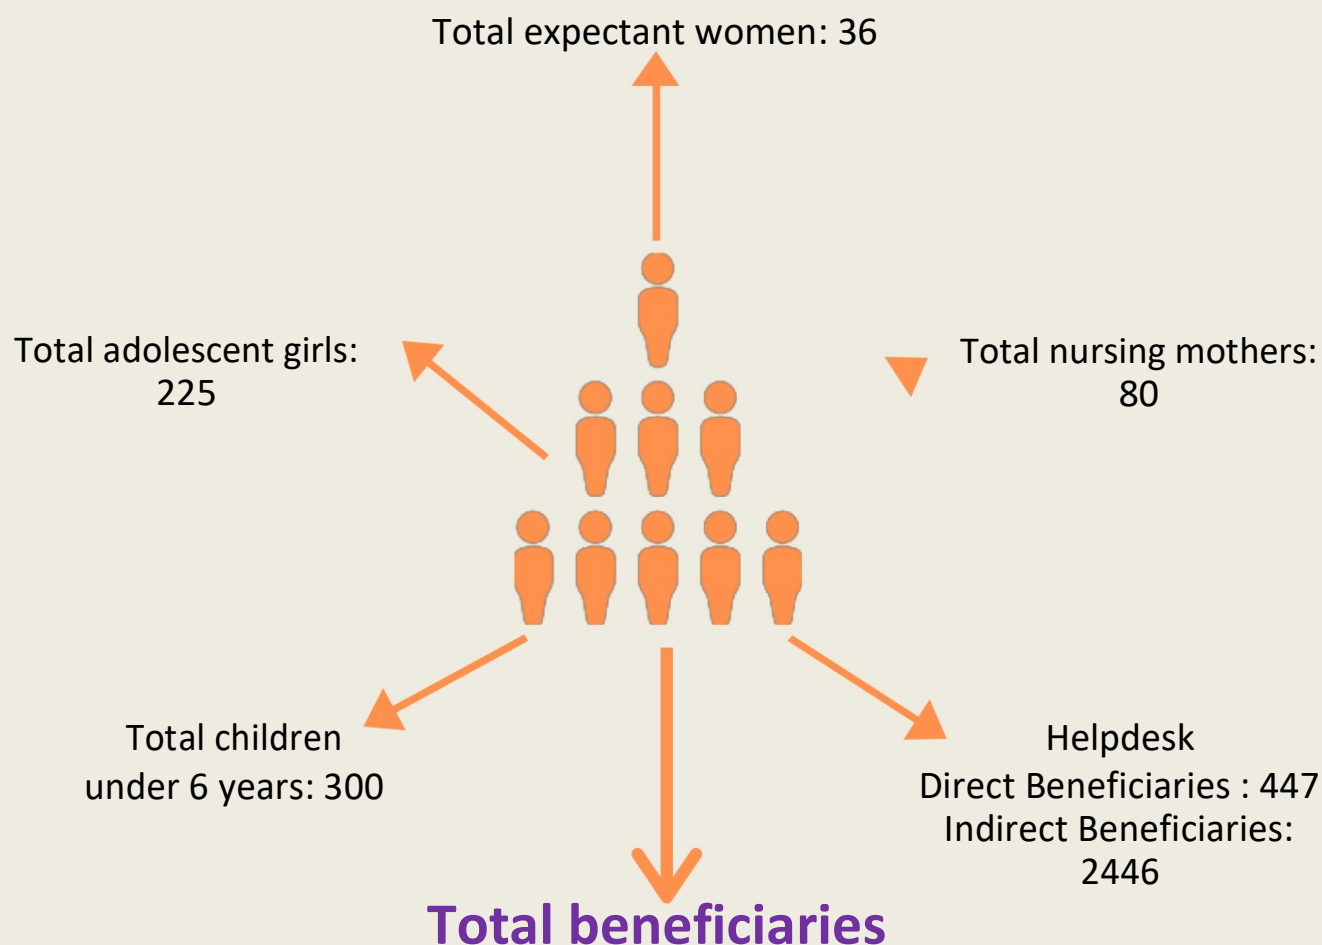 Total expectant women: 36
Total adolescent girls:
225
Total nursing mothers:
80
Total children
under 6 years: 300
Helpdesk
Direct Beneficiaries : 447
Indirect Beneficiaries:
2446
Total beneficiaries